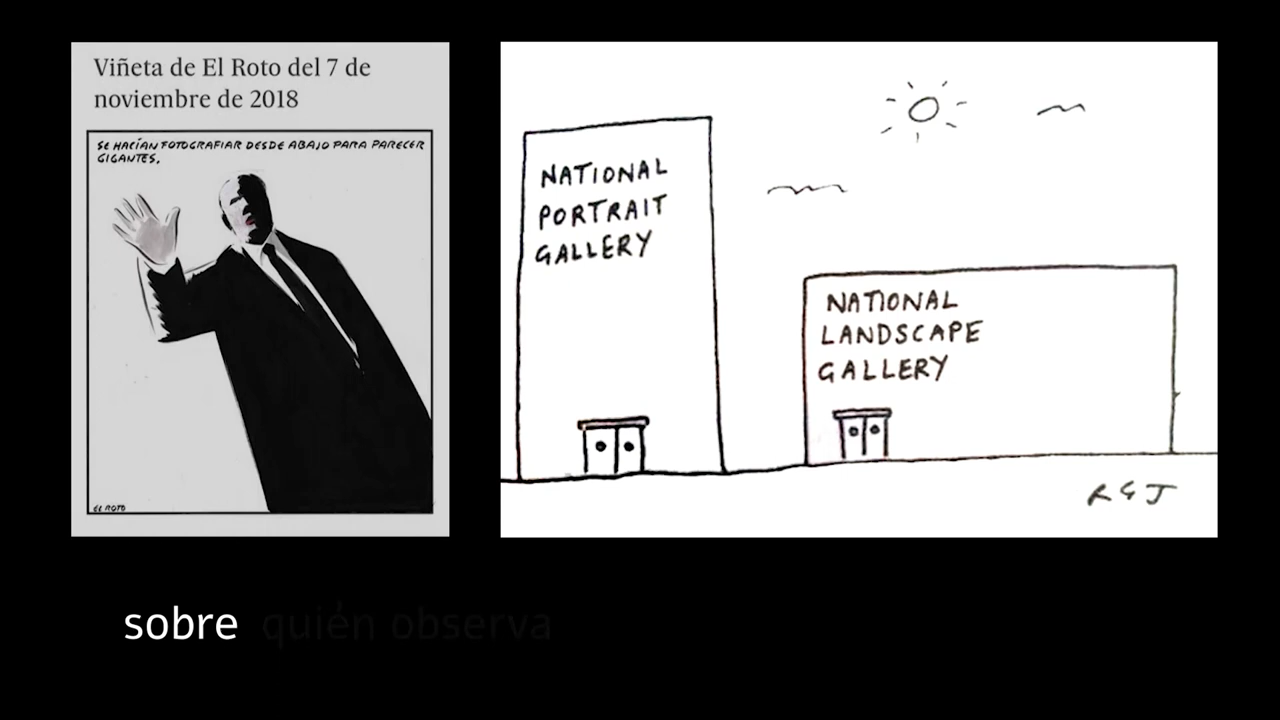 Viñeta de El Roto del 7 de
noviembre de 2018
SE HACÍAN FOTOGRAFIAR DESDE ABAJO PARA PARECER
GIGANTES.
EL ROTO
NATIONAL
PORTRAIT
GALLERY
NATIONAL
LANDSCAPE
GALLERY
RGJ
sobre quién observa